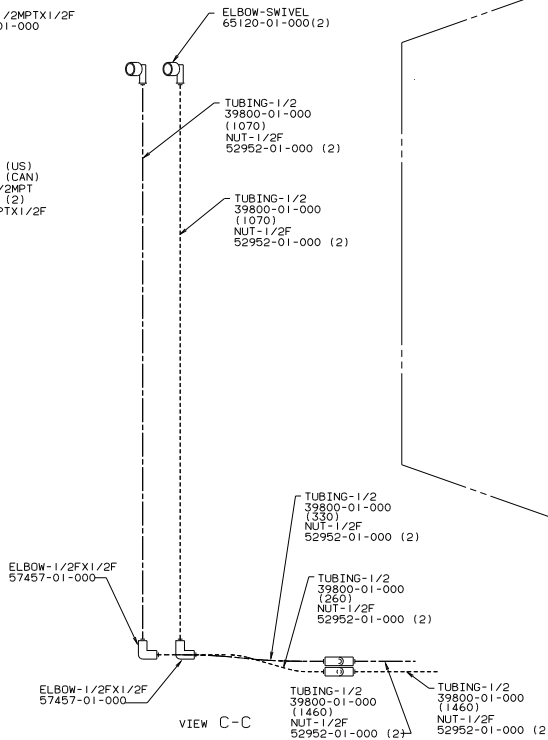 /2MPTX1/2F
01-000
ELBOW-SWIVEL
65120-01-000(2)
TUBING-1/2
39800-01-000
(1070)
NUT-1/2F
52952-01-000 (2)
(US)
(CAN)
/2MPT
(2)
PTX1/2F
TUBING-1/2
39800-01-000
(1070)
NUT-1/2F
52952-01-000 (2)
TUBING-1/2
39800-01-000
(330)
NUT-1/2F
52952-01-000 (2)
ELBOW-1/2FX1/2F
57457-01-000
TUBING-1/2
39800-01-000
(260)
NUT-1/2F
52952-01-000 (2)
ELBOW-1/2FX1/2F
57457-01-000
TUBING-1/2
39800-01-000
(1460)
NUT-1/2F
52952-01-000 (2)
TUBING-1/2
39800-01-000
(1460)
NUT-1/2F
52952-01-000 (2
VIEW C-C